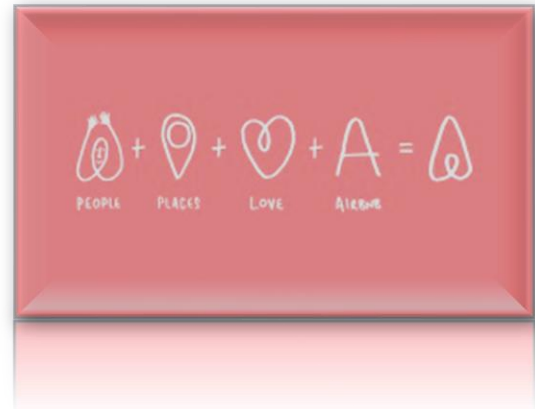 + + + A =
PEOPLE PLACES LOVE AIRBNB